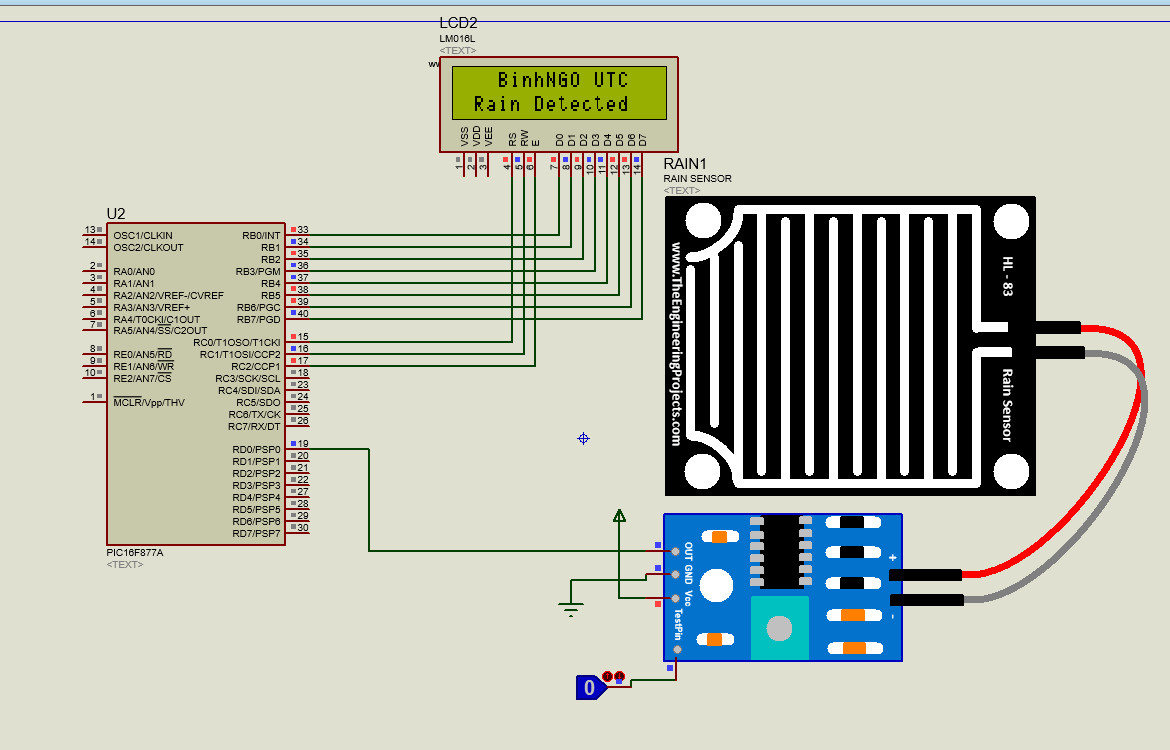 LCD2
LM016L
<TEXT>
BinhNGO UTC
Rain Detected
VSS
VDD
VEE
RS
RW
E
D0
D1
D2
D3
D4
D5
D6
D7
1
2
3
4
5
6
7
8
9
10
11
12
13
14
RAIN1
RAIN SENSOR
<TEXT>
www.TheEngineeringProjects.com
HL - 83
Rain Sensor
U2
13 OSC1/CLKIN
14 OSC2/CLKOUT
2 RA0/AN0
3 RA1/AN1
4 RA2/AN2/VREF-/CVREF
5 RA3/AN3/VREF+
6 RA4/T0CKI/C1OUT
7 RA5/AN4/SS/C2OUT
8 RE0/AN5/RD
9 RE1/AN6/WR
10 RE2/AN7/CS
1 MCLR/Vpp/THV
RB0/INT 33
RB1 34
RB2 35
RB3/PGM 36
RB4 37
RB5 38
RB6/PGC 39
RB7/PGD 40
RC0/T1OSO/T1CKI 15
RC1/T1OSI/CCP2 16
RC2/CCP1 17
RC3/SCK/SCL 18
RC4/SDI/SDA 23
RC5/SDO 24
RC6/TX/CK 25
RC7/RX/DT 26
RD0/PSP0 19
RD1/PSP1 20
RD2/PSP2 21
RD3/PSP3 22
RD4/PSP4 27
RD5/PSP5 28
RD6/PSP6 29
RD7/PSP7 30
PIC16F877A
<TEXT>
OUT
GND
Vcc
TestPin
+
-
0